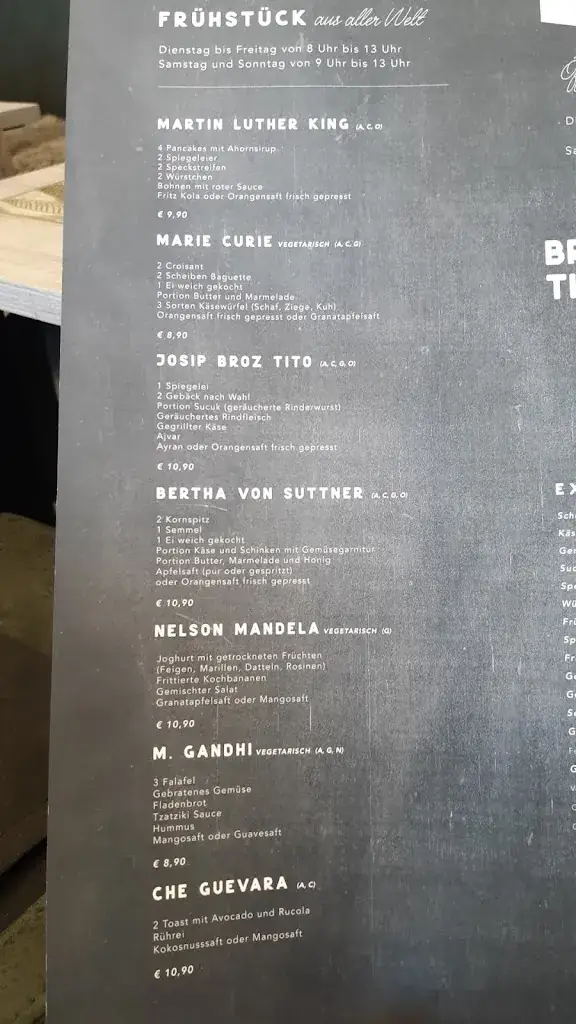 FRÜHSTÜCK aus aller Welt
Dienstag bis Freitag von 8 Uhr bis 13 Uhr
Samstag und Sonntag von 9 Uhr bis 13 Uhr
MARTIN LUTHER KING (A, C, O)
4 Pancakes mit Ahornsirup
2 Spiegeleier
2 Speckstreifen
2 Würstchen
Bohnen mit roter Sauce
Fritz Kola oder Orangensaft frisch gepresst
€ 9,90
MARIE CURIE VEGETARISCH (A, C, G)
2 Croisant
2 Scheiben Baguette
1 Ei weich gekocht
Portion Butter und Marmelade
3 Sorten Käsewürfel (Schaf, Ziege, Kuh)
Orangensaft frisch gepresst oder Granatapfelsaft
€ 8,90
JOSIP BROZ TITO (A, C, G, O)
1 Spiegelei
2 Gebäck nach Wahl
Portion Sucuk (geräucherte Rinderwurst)
Geräuchertes Rindfleisch
Gegrillter Käse
Ajvar
Ayran oder Orangensaft frisch gepresst
€ 10,90
BERTHA VON SUTTNER (A, C, G, O)
2 Kornspitz
1 Semmel
1 Ei weich gekocht
Portion Käse und Schinken mit Gemüsegarnitur
Portion Butter, Marmelade und Honig
Apfelsaft (pur oder gespritzt)
oder Orangensaft frisch gepresst
€ 10,90
NELSON MANDELA VEGETARISCH (G)
Joghurt mit getrockneten Früchten
(Feigen, Marillen, Datteln, Rosinen)
Frittierte Kochbananen
Gemischter Salat
Granatapfelsaft oder Mangosaft
€ 10,90
M. GANDHI VEGETARISCH (A, G, N)
3 Falafel
Gebratenes Gemüse
Fladenbrot
Tzatziki Sauce
Hummus
Mangosaft oder Guavesaft
€ 8,90
CHE GUEVARA (A, C)
2 Toast mit Avocado und Rucola
Rührei
Kokosnusssaft oder Mangosaft
€ 10,90